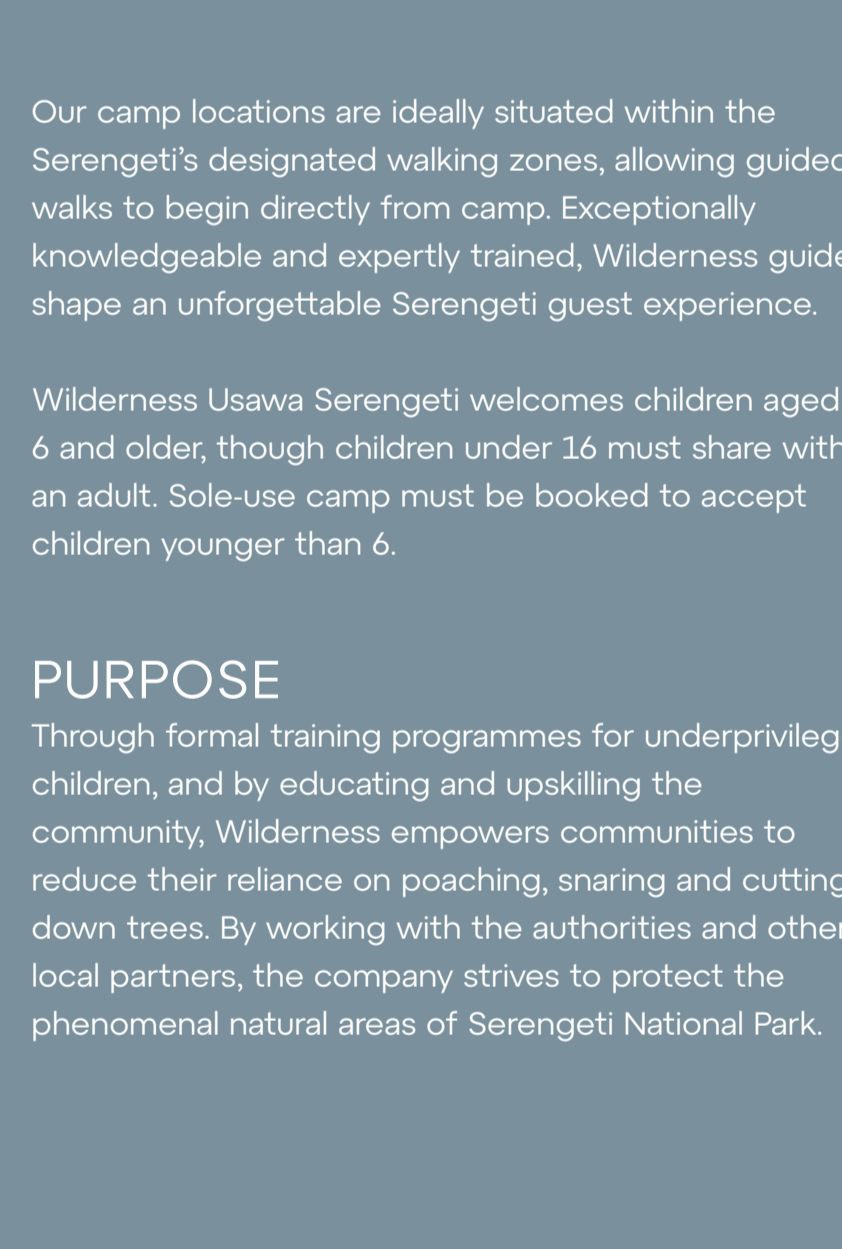 Our camp locations are ideally situated within the
Serengeti’s designated walking zones, allowing guided
walks to begin directly from camp. Exceptionally
knowledgeable and expertly trained, Wilderness guide
shape an unforgettable Serengeti guest experience.
Wilderness Usawa Serengeti welcomes children aged
6 and older, though children under 16 must share with
an adult. Sole-use camp must be booked to accept
children younger than 6.
PURPOSE
Through formal training programmes for underprivileg
children, and by educating and upskilling the
community, Wilderness empowers communities to
reduce their reliance on poaching, snaring and cutting
down trees. By working with the authorities and other
local partners, the company strives to protect the
phenomenal natural areas of Serengeti National Park.